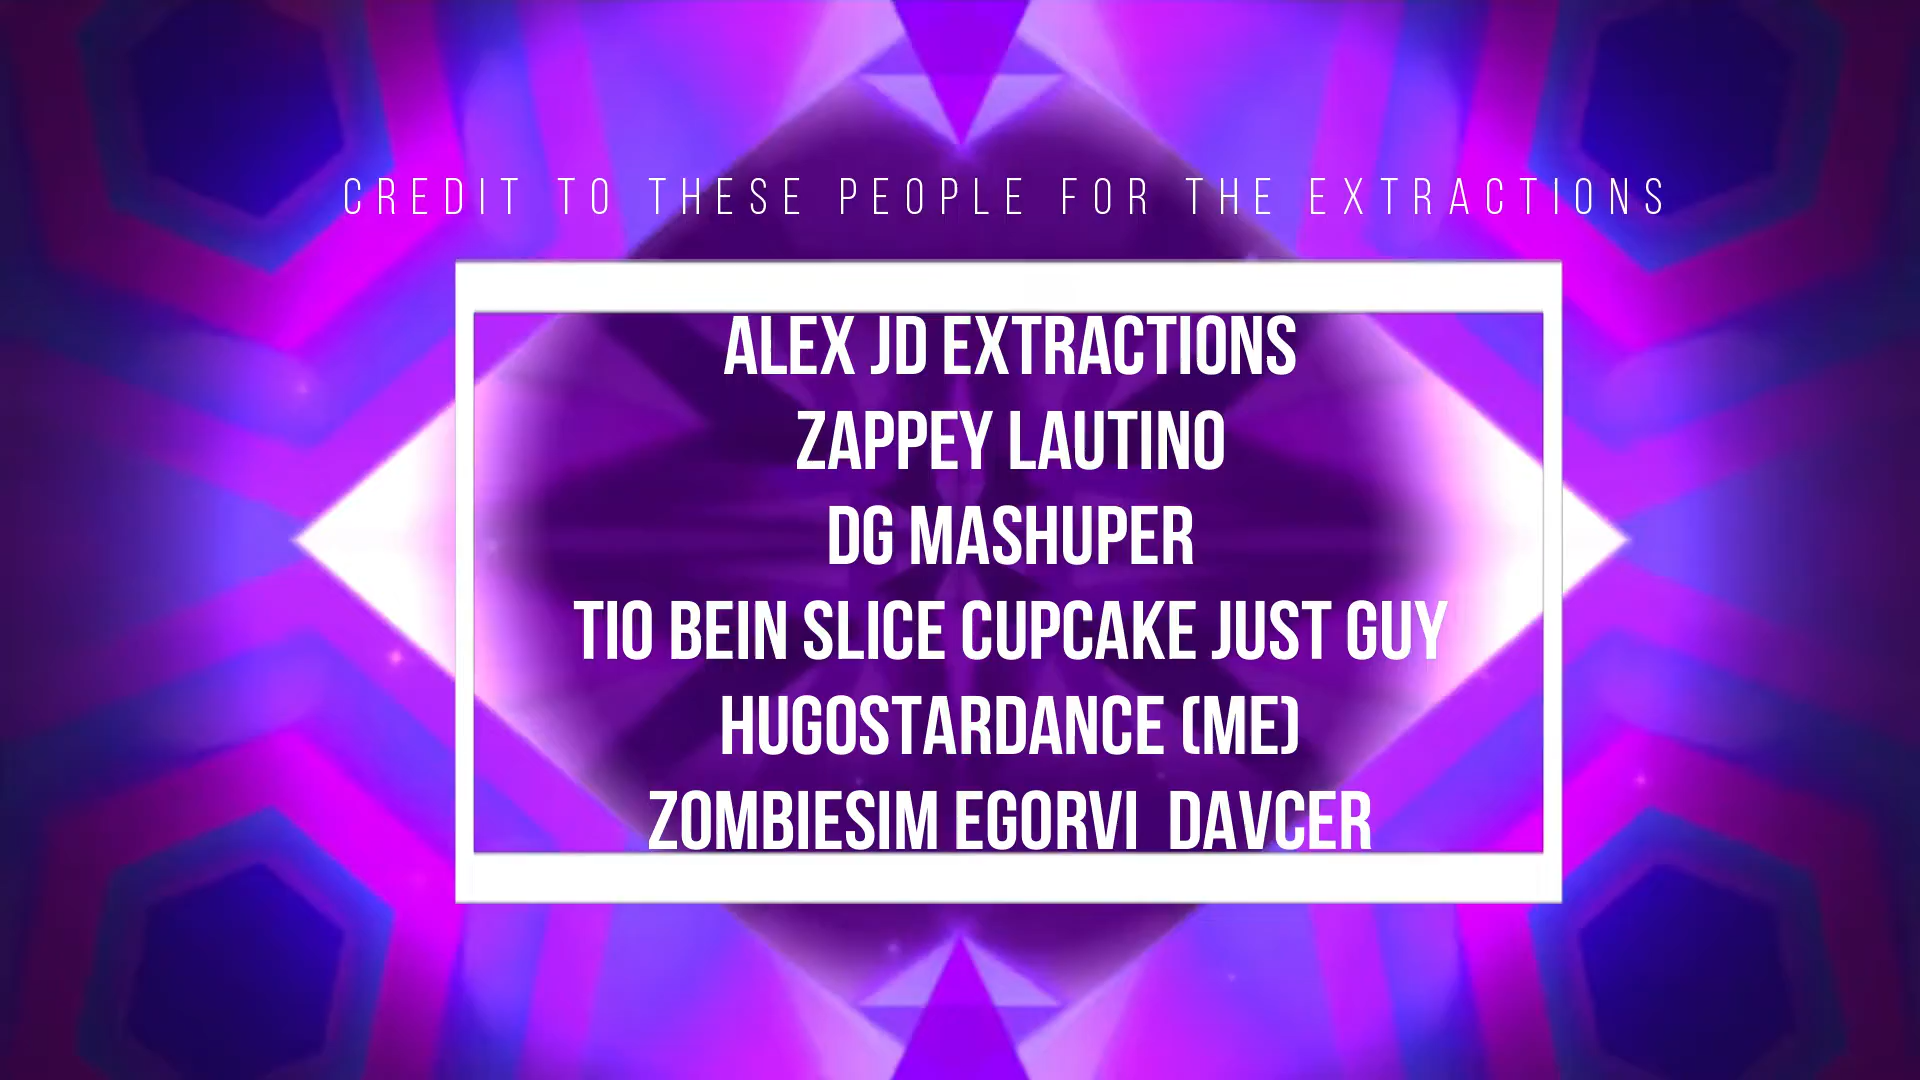 CREDIT TO THESE PEOPLE FOR THE EXTRACTIONS
ALEX JD EXTRACTIONS
ZAPPEY LAUTINO
DG MASHUPER
TIO BEIN SLICE CUPCAKE JUST GUY
HUGOSTARDANCE (ME)
ZOMBIESIM EGORVI DAVCER